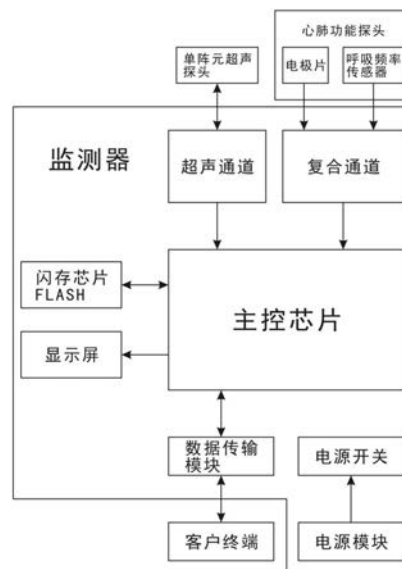 心肺功能探头
单阵元超声
探头
电极片
呼吸频率
传感器
监测器
超声通道
复合通道
闪存芯片
FLASH
主控芯片
显示屏
数据传输
模块
电源开关
客户终端
电源模块